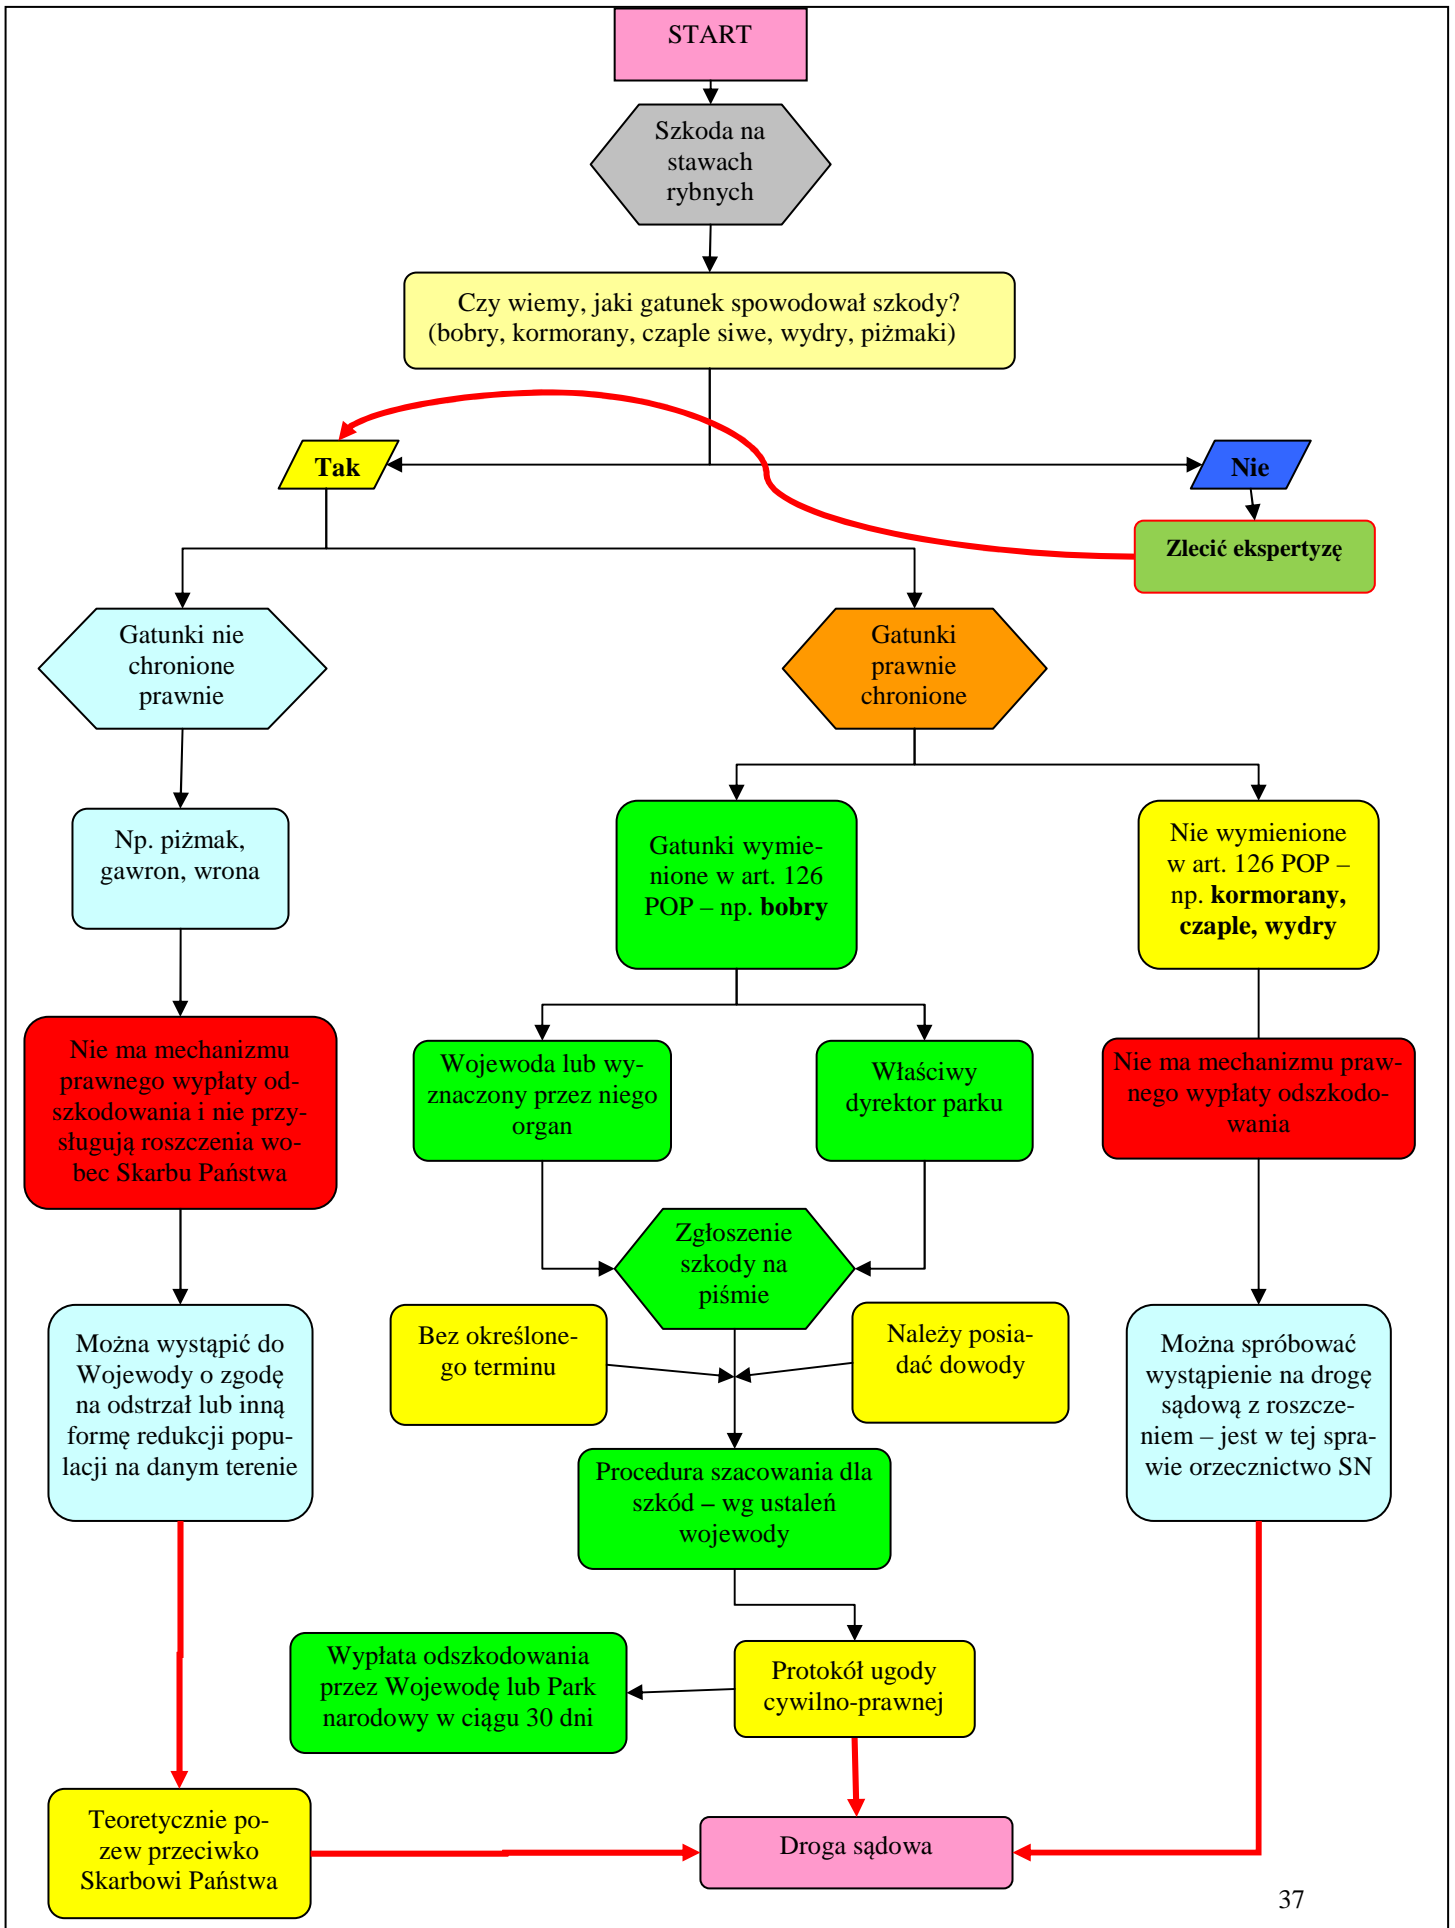 START
Szkoda na
stawach
rybnych
Czy wiemy, jaki gatunek spowodował szkody?
(bobry, kormorany, czaple siwe, wydry, piżmaki)
Tak
Nie
Zlecić ekspertyzę
Gatunki nie
chronione
prawnie
Gatunki
prawnie
chronione
Np. piżmak,
gawron, wrona
Gatunki wymie-
nione w art. 126
POP – np. bobry
Nie wymienione
w art. 126 POP –
np. kormorany,
czaple, wydry
Nie ma mechanizmu
prawnego wypłaty od-
szkodowania i nie przy-
sługują roszczenia wo-
bec Skarbu Państwa
Wojewoda lub wy-
znaczony przez niego
organ
Właściwy
dyrektor parku
Nie ma mechanizmu praw-
nego wypłaty odszkodo-
wania
Zgłoszenie
szkody na
piśmie
Bez określone-
go terminu
Należy posia-
dać dowody
Można wystąpić do
Wojewody o zgodę
na odstrzał lub inną
formę redukcji popu-
lacji na danym terenie
Można spróbować
wystąpienie na drogę
sądową z roszcze-
niem – jest w tej spra-
wie orzecznictwo SN
Procedura szacowania dla
szkód – wg ustaleń
wojewody
Wypłata odszkodowania
przez Wojewodę lub Park
narodowy w ciągu 30 dni
Protokół ugody
cywilno-prawnej
Teoretycznie po-
zew przeciwko
Skarbowi Państwa
Droga sądowa
37